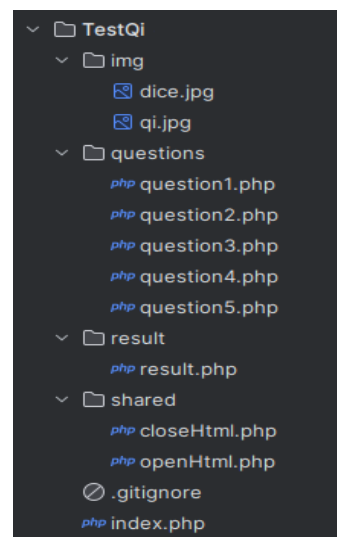 TestQi
img
dice.jpg
qi.jpg
questions
php question1.php
php question2.php
php question3.php
php question4.php
php question5.php
result
php result.php
shared
php closeHtml.php
php openHtml.php
.gitignore
php index.php